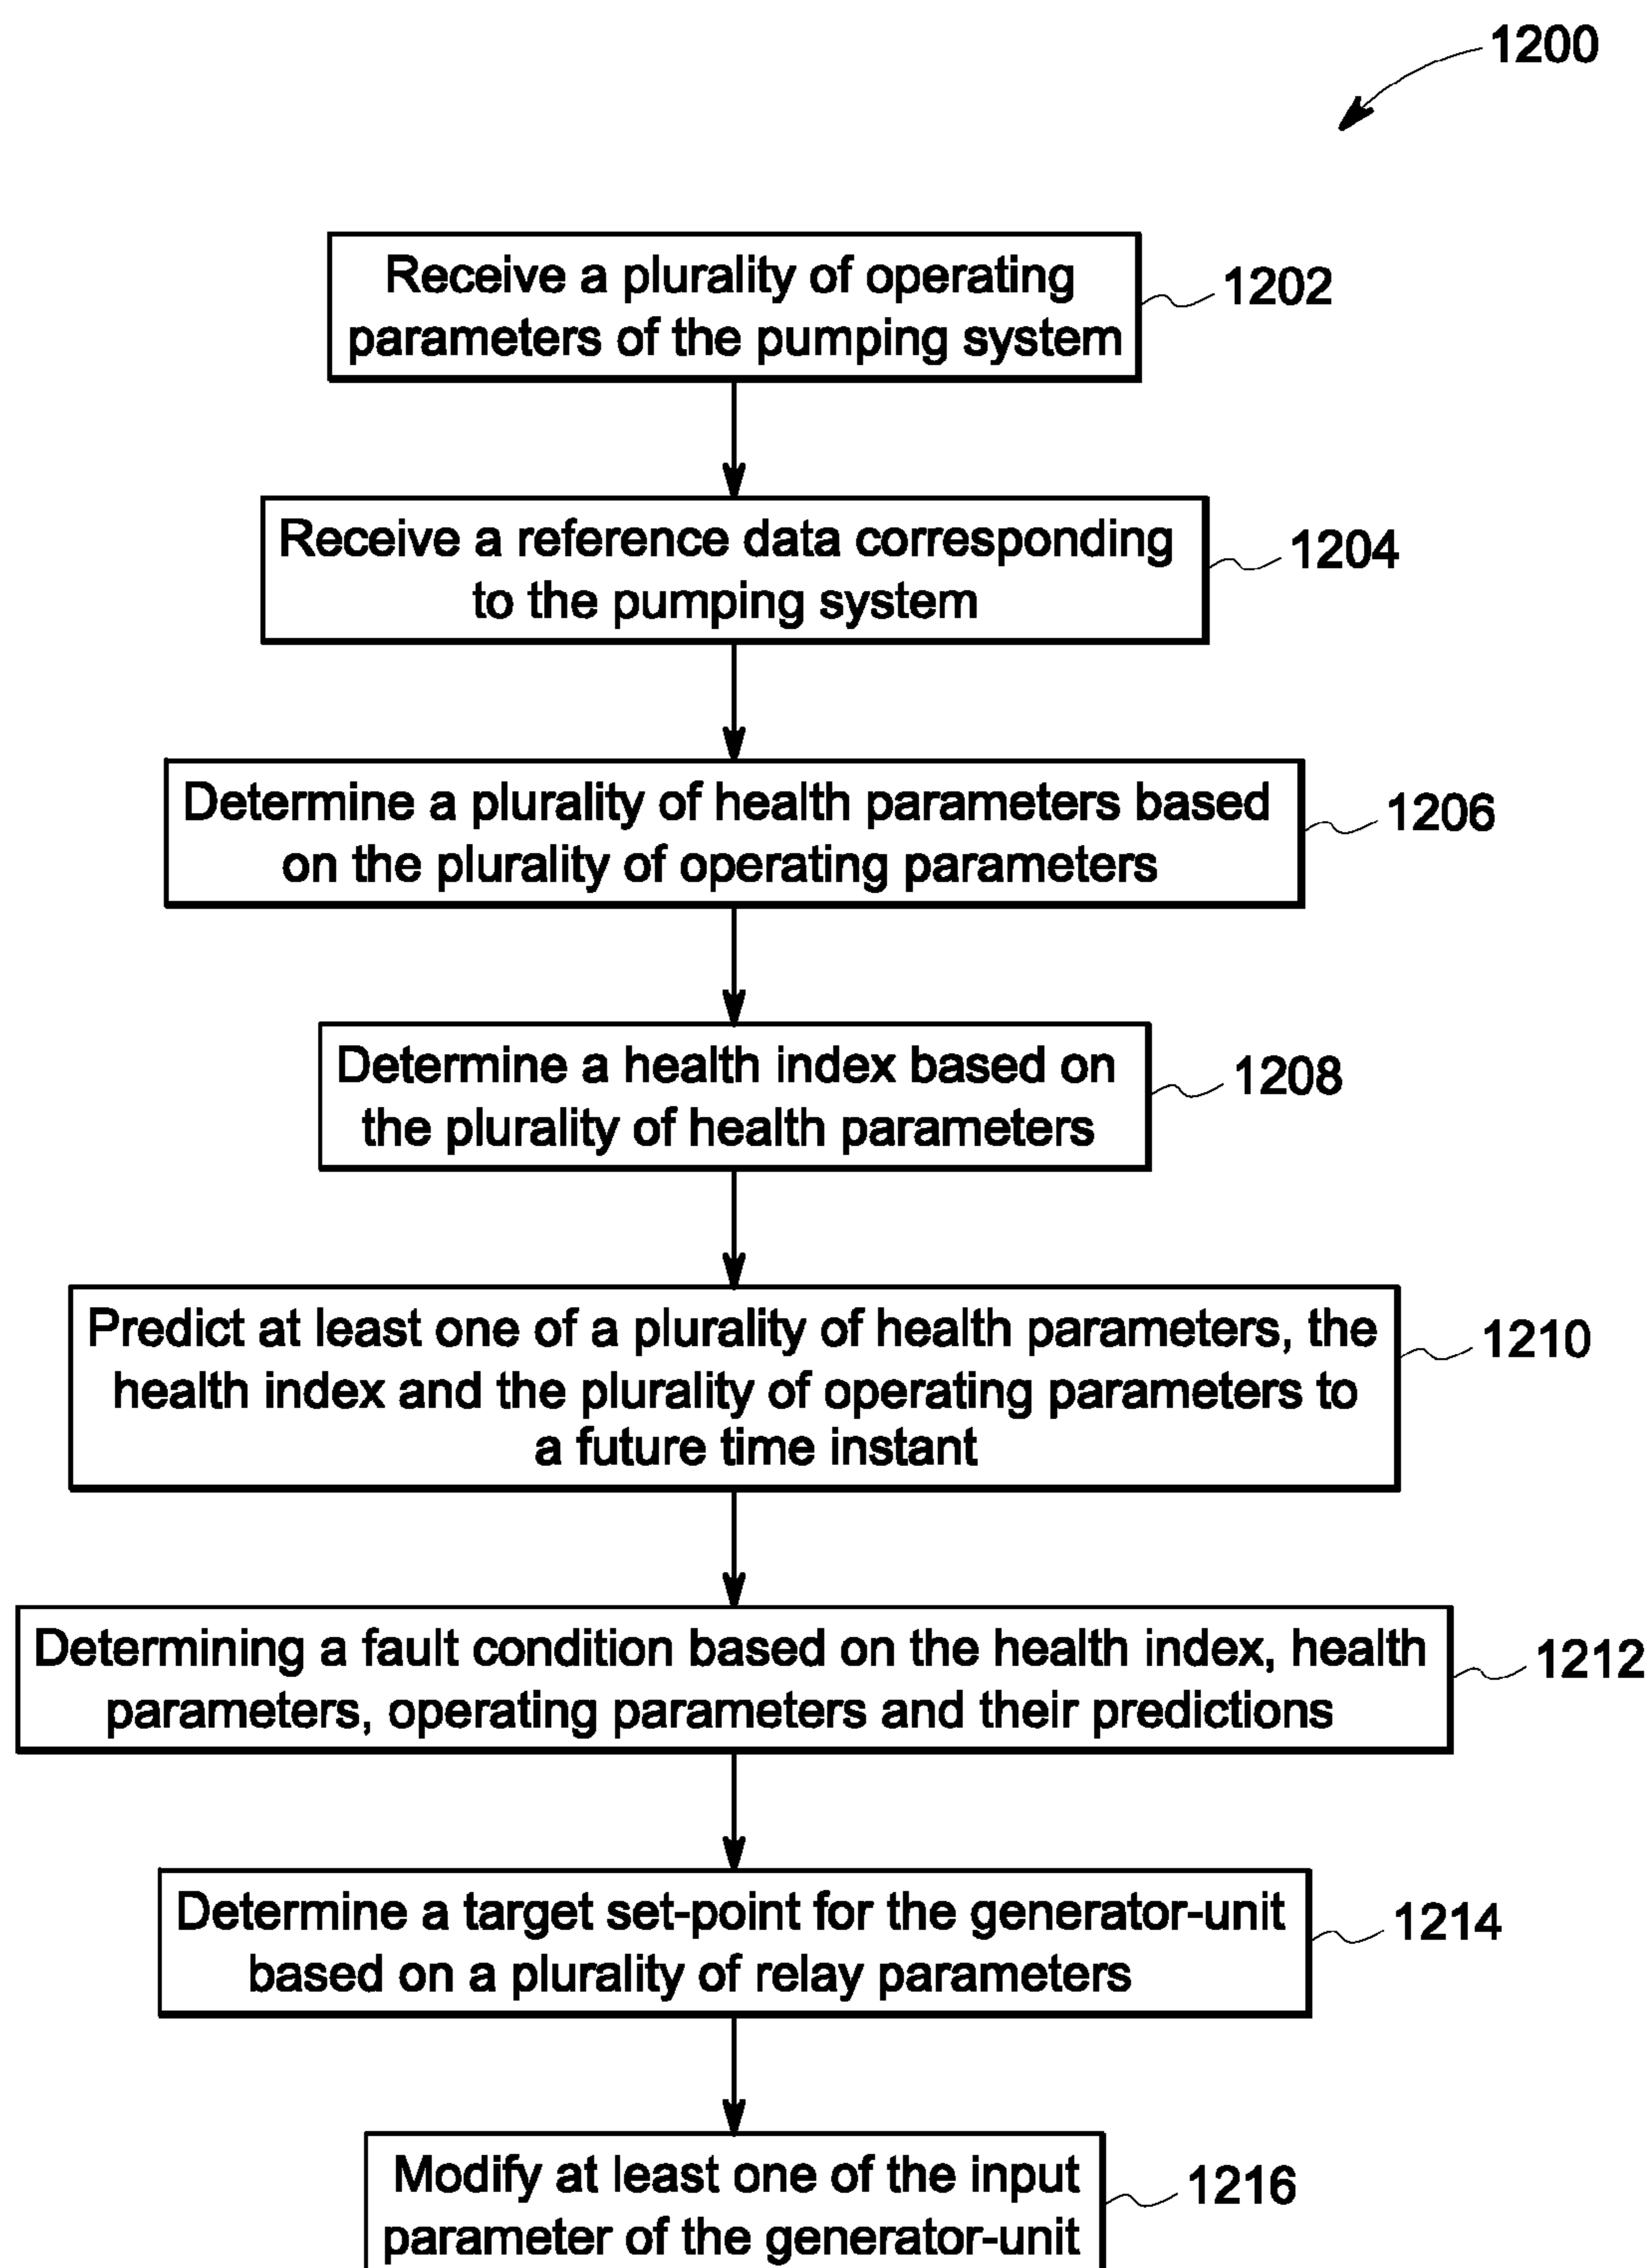 1200
Receive a plurality of operating
parameters of the pumping system
1202
Receive a reference data corresponding
to the pumping system
1204
Determine a plurality of health parameters based
on the plurality of operating parameters
1206
Determine a health index based on
the plurality of health parameters
1208
Predict at least one of a plurality of health parameters, the
health index and the plurality of operating parameters to
a future time instant
1210
Determining a fault condition based on the health index, health
parameters, operating parameters and their predictions
1212
Determine a target set-point for the generator-unit
based on a plurality of relay parameters
1214
Modify at least one of the input
parameter of the generator-unit
1216